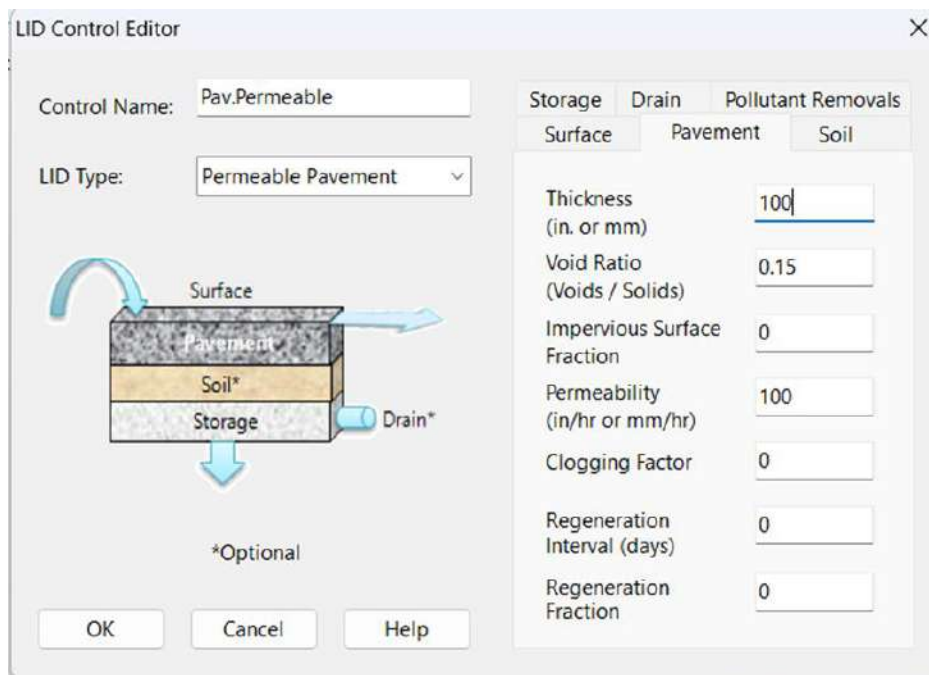 LID Control Editor
Control Name: Pav.Permeable
LID Type: Permeable Pavement
Surface
Pavement
Soil*
Storage
Drain*
*Optional
OK Cancel Help
Storage Drain Pollutant Removals
Surface Pavement Soil
Thickness
(in. or mm) 100
Void Ratio
(Voids / Solids) 0.15
Impervious Surface
Fraction 0
Permeability
(in/hr or mm/hr) 100
Clogging Factor 0
Regeneration
Interval (days) 0
Regeneration
Fraction 0